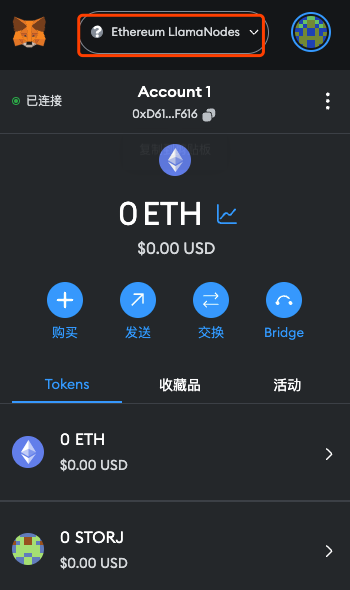 Ethereum LlamaNodes
已连接
Account 1
0xD61...F616
0 ETH
$0.00 USD
购买
发送
交换
Bridge
Tokens
收藏品
活动
0 ETH
$0.00 USD
0 STORJ
$0.00 USD